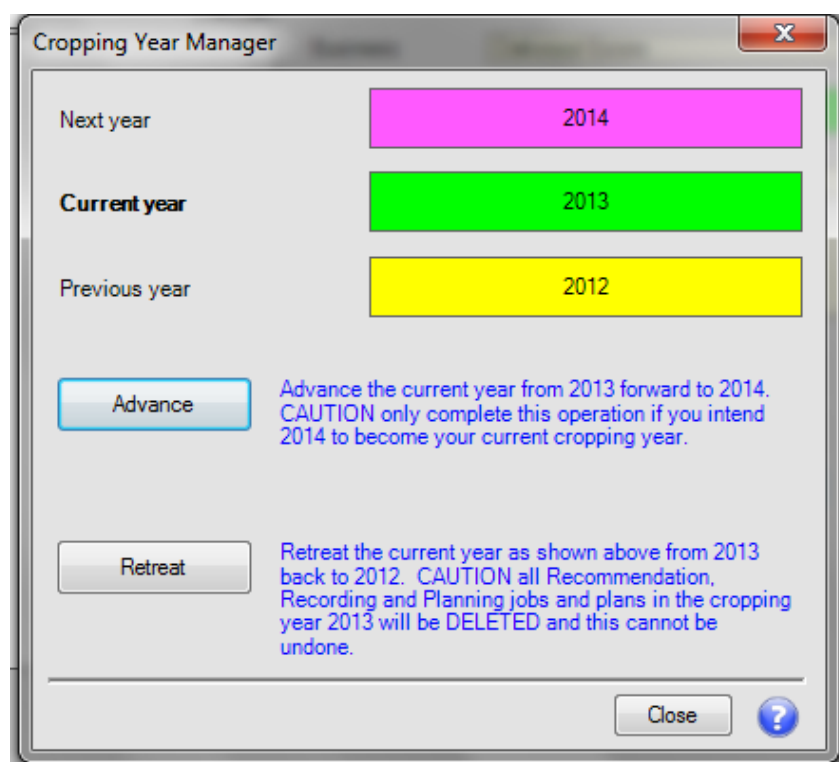 Cropping Year Manager
Next year
2014
Current year
2013
Previous year
2012
Advance
Advance the current year from 2013 forward to 2014.
CAUTION only complete this operation if you intend
2014 to become your current cropping year.
Retreat
Retreat the current year as shown above from 2013
back to 2012.  CAUTION all Recommendation,
Recording and Planning jobs and plans in the cropping
year 2013 will be DELETED and this cannot be
undone.
Close
?